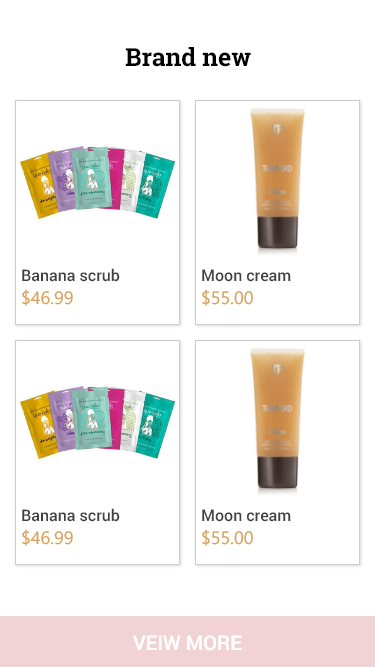 Brand new
Banana scrub
$46.99
Moon cream
$55.00
Banana scrub
$46.99
Moon cream
$55.00
VEIW MORE